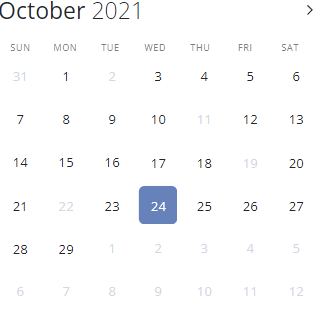 October 2021
SUN MON TUE WED THU FRI SAT
31 1 2 3 4 5 6
7 8 9 10 11 12 13
14 15 16 17 18 19 20
21 22 23 24 25 26 27
28 29 1 2 3 4 5
6 7 8 9 10 11 12